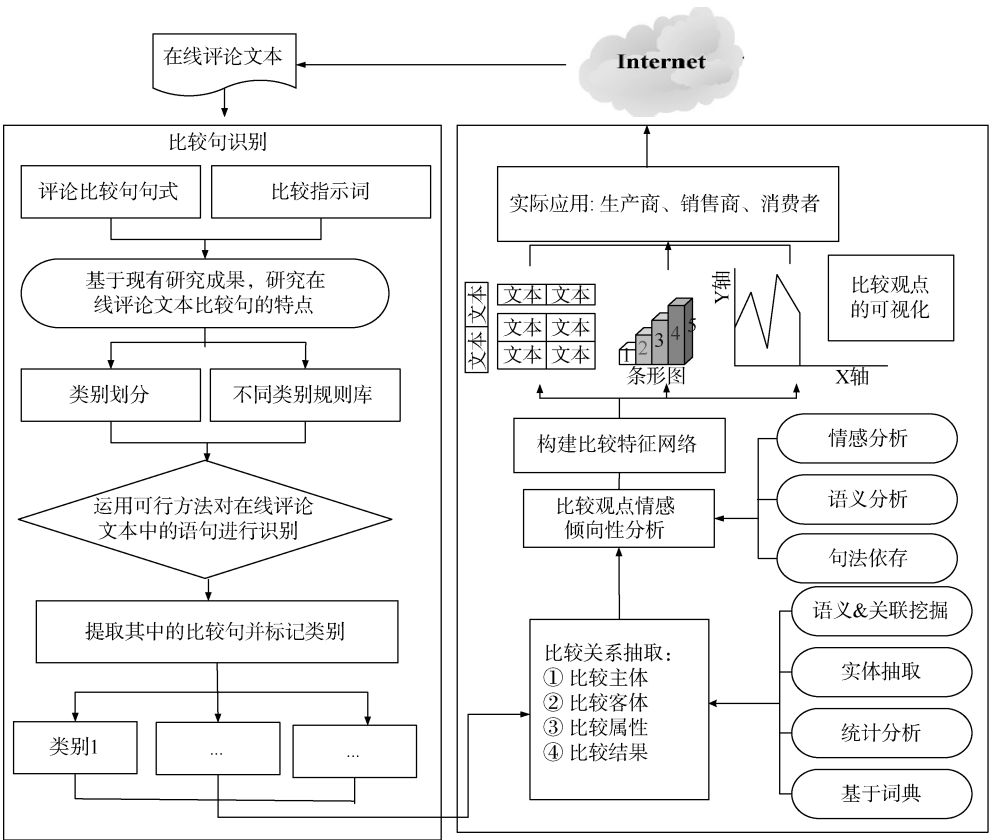 在线评论文本
Internet
比较句识别
评论比较句句式
比较指示词
基于现有研究成果，研究在
线评论文本比较句的特点
类别划分
不同类别规则库
运用可行方法对在线评论
文本中的语句进行识别
提取其中的比较句并标记类别
类别1
...
...
实际应用: 生产商、销售商、消费者
文本
文本
文本 文本
文本 文本
文本 文本
1 2 3 4 5
条形图
Y轴
X轴
比较观点
的可视化
构建比较特征网络
比较观点情感
倾向性分析
情感分析
语义分析
句法依存
比较关系抽取：
① 比较主体
② 比较客体
③ 比较属性
④ 比较结果
语义&关联挖掘
实体抽取
统计分析
基于词典